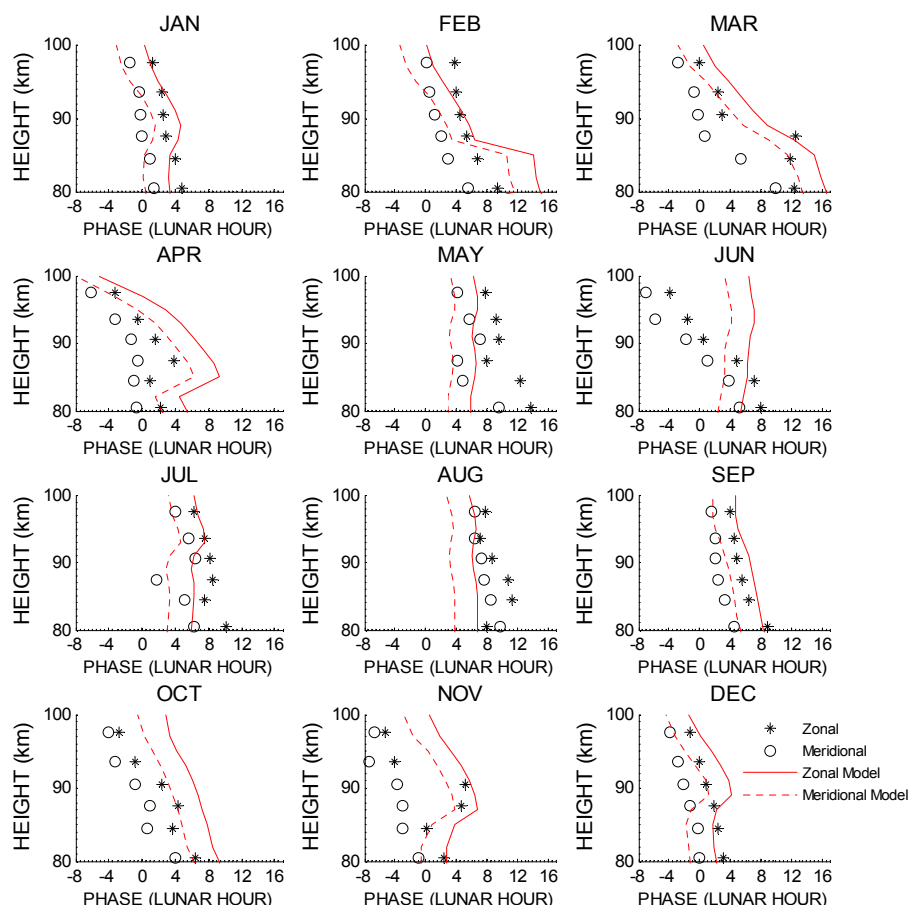 JAN
FEB
MAR
100
90
80
HEIGHT (km)
-8 -4 0 4 8 12 16
PHASE (LUNAR HOUR)
100
90
80
HEIGHT (km)
-8 -4 0 4 8 12 16
PHASE (LUNAR HOUR)
100
90
80
HEIGHT (km)
-8 -4 0 4 8 12 16
PHASE (LUNAR HOUR)
APR
MAY
JUN
100
90
80
HEIGHT (km)
-8 -4 0 4 8 12 16
PHASE (LUNAR HOUR)
100
90
80
HEIGHT (km)
-8 -4 0 4 8 12 16
PHASE (LUNAR HOUR)
100
90
80
HEIGHT (km)
-8 -4 0 4 8 12 16
PHASE (LUNAR HOUR)
JUL
AUG
SEP
100
90
80
HEIGHT (km)
-8 -4 0 4 8 12 16
PHASE (LUNAR HOUR)
100
90
80
HEIGHT (km)
-8 -4 0 4 8 12 16
PHASE (LUNAR HOUR)
100
90
80
HEIGHT (km)
-8 -4 0 4 8 12 16
PHASE (LUNAR HOUR)
OCT
NOV
DEC
100
90
80
HEIGHT (km)
-8 -4 0 4 8 12 16
PHASE (LUNAR HOUR)
100
90
80
HEIGHT (km)
-8 -4 0 4 8 12 16
PHASE (LUNAR HOUR)
100
90
80
HEIGHT (km)
-8 -4 0 4 8 12 16
PHASE (LUNAR HOUR)
Zonal
Meridional
Zonal Model
Meridional Model